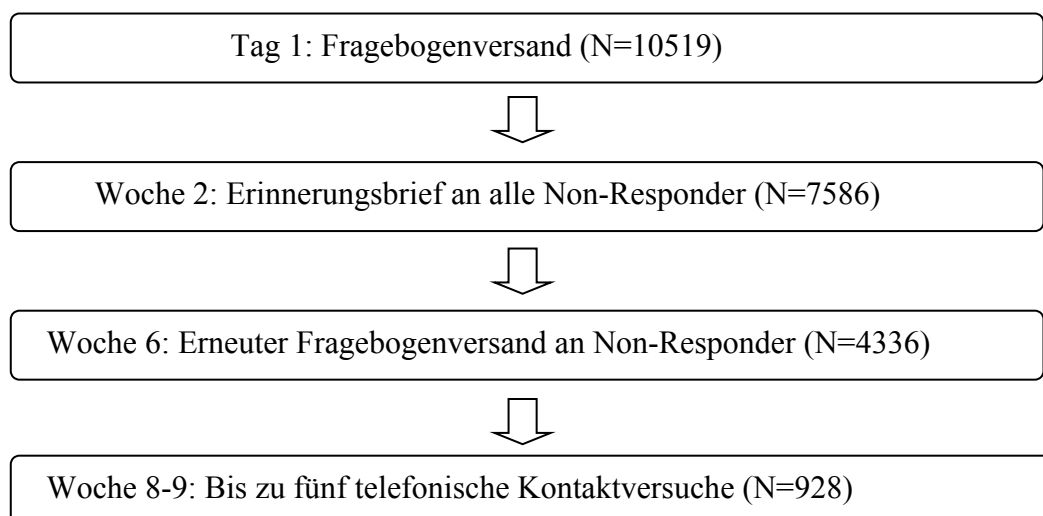 Tag 1: Fragebogenversand (N=10519)
Woche 2: Erinnerungsbrief an alle Non-Responder (N=7586)
Woche 6: Erneuter Fragebogenversand an Non-Responder (N=4336)
Woche 8-9: Bis zu fünf telefonische Kontaktversuche (N=928)